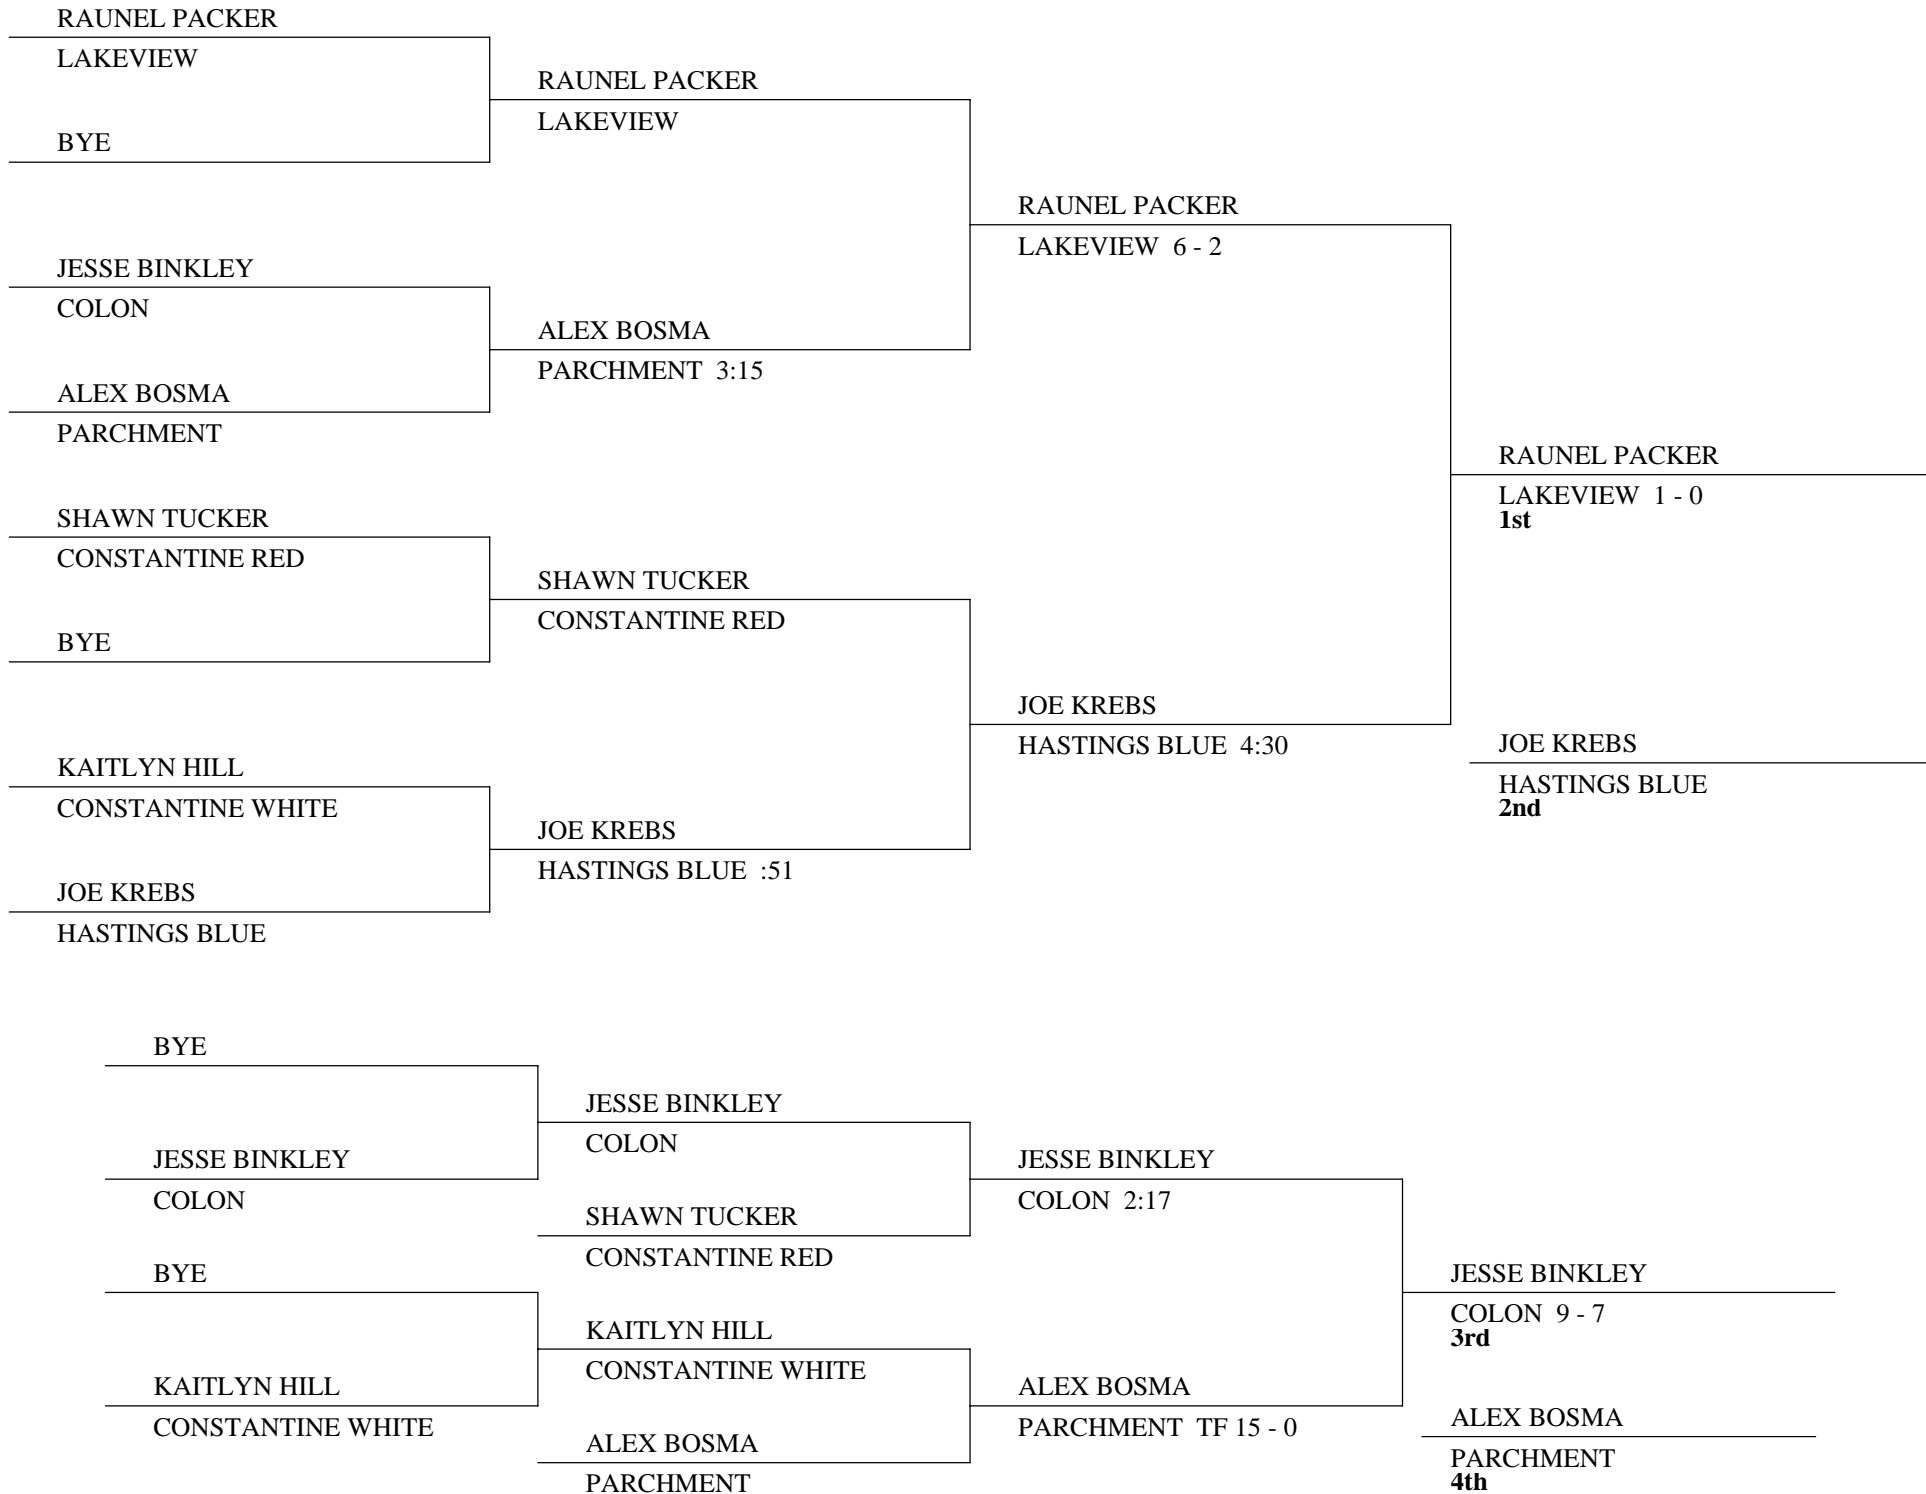 RAUNEL PACKER
LAKEVIEW
BYE
JESSE BINKLEY
COLON
ALEX BOSMA
PARCHMENT
SHAWN TUCKER
CONSTANTINE RED
BYE
KAITLYN HILL
CONSTANTINE WHITE
JOE KREBS
HASTINGS BLUE
RAUNEL PACKER
LAKEVIEW
ALEX BOSMA
PARCHMENT 3:15
SHAWN TUCKER
CONSTANTINE RED
JOE KREBS
HASTINGS BLUE :51
RAUNEL PACKER
LAKEVIEW 6 - 2
JOE KREBS
HASTINGS BLUE 4:30
RAUNEL PACKER
LAKEVIEW 1 - 0
1st
JOE KREBS
HASTINGS BLUE
2nd
BYE
JESSE BINKLEY
COLON
BYE
KAITLYN HILL
CONSTANTINE WHITE
JESSE BINKLEY
COLON
SHAWN TUCKER
CONSTANTINE RED
KAITLYN HILL
CONSTANTINE WHITE
ALEX BOSMA
PARCHMENT
JESSE BINKLEY
COLON 2:17
ALEX BOSMA
PARCHMENT TF 15 - 0
JESSE BINKLEY
COLON 9 - 7
3rd
ALEX BOSMA
PARCHMENT
4th